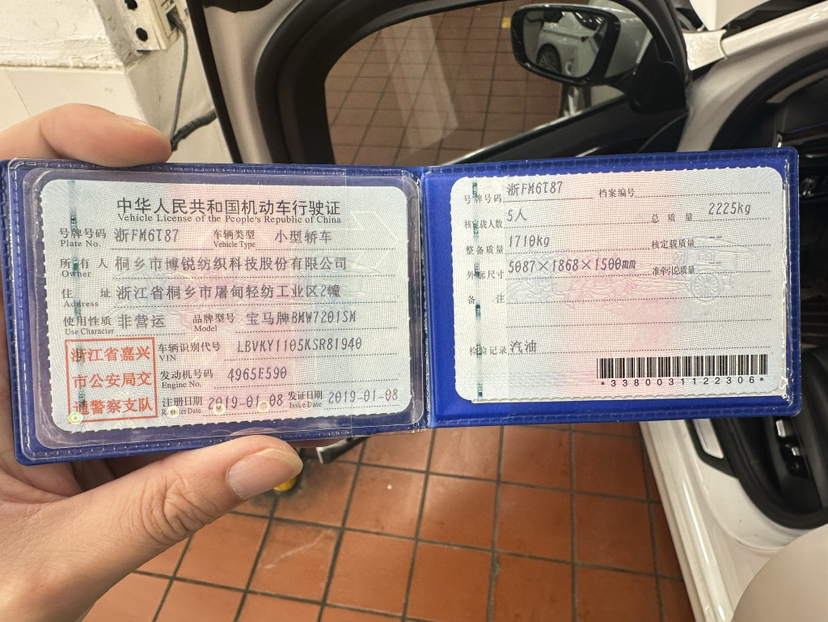 中华人民共和国机动车行驶证
Vehicle License of the People's Republic of China
号牌号码 浙FM6T87 车辆类型 小型轿车
Plate No. Vehicle Type
所有人 桐乡市博锐纺织科技股份有限公司
Owner
住址 浙江省桐乡市屠甸轻纺工业区2幢
Address
使用性质 非营运 品牌型号 宝马牌BMW7201SM
Use Character Model
浙江省嘉兴
市公安局交
通警察支队
车辆识别代号 LBVKY1105KSR81940
VIN
发动机号码 4965E590
Engine No.
注册日期 2019-01-08 发证日期 2019-01-08
Register Date Issue Date
号牌号码 浙FM6T87 档案编号
核定载人数 5人 总质量 2225kg
整备质量 1710kg 核定载质量
外廓尺寸 5087×1868×1500mm 准牵引总质量
备注
检验记录 汽油
*3380031122306*